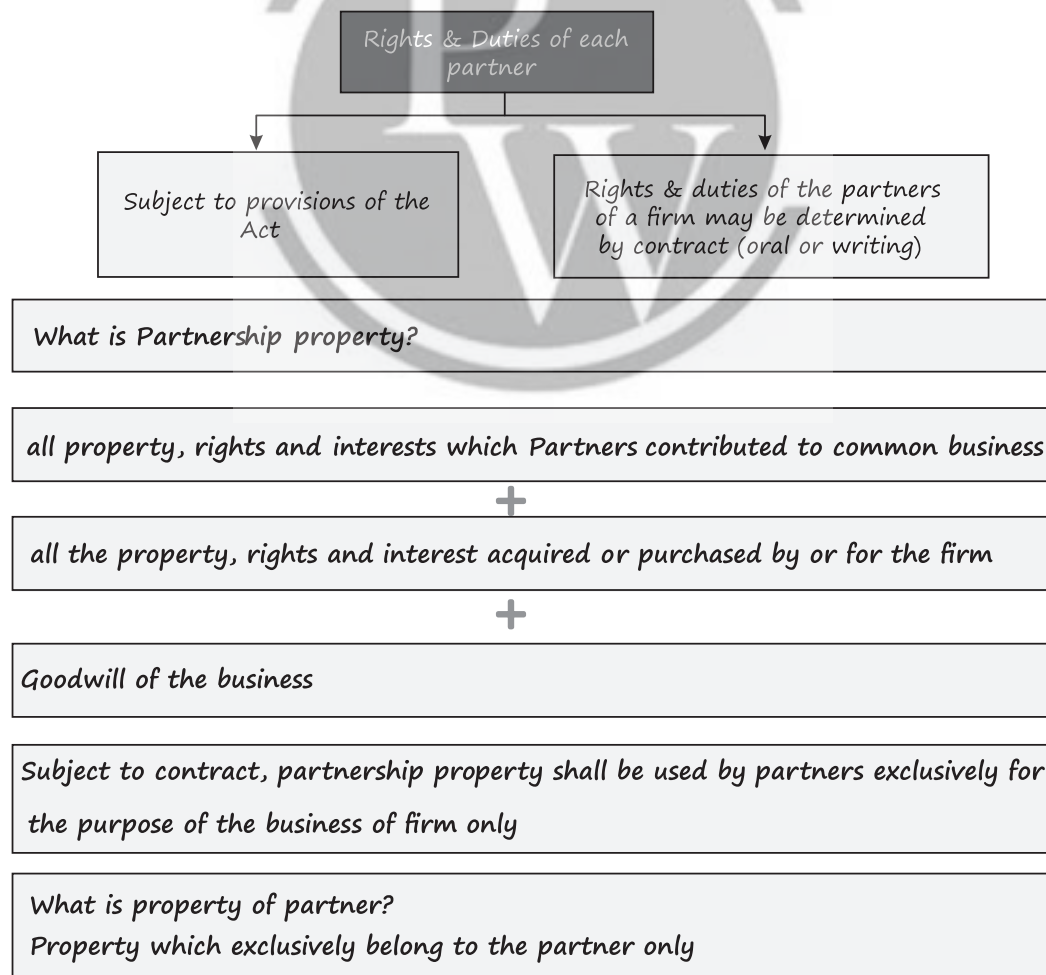 Rights & Duties of each
partner
Subject to provisions of the
Act
Rights & duties of the partners
of a firm may be determined
by contract (oral or writing)
What is Partnership property?
all property, rights and interests which Partners contributed to common business
+
all the property, rights and interest acquired or purchased by or for the firm
+
Goodwill of the business
Subject to contract, partnership property shall be used by partners exclusively for
the purpose of the business of firm only
What is property of partner?
Property which exclusively belong to the partner only
PW